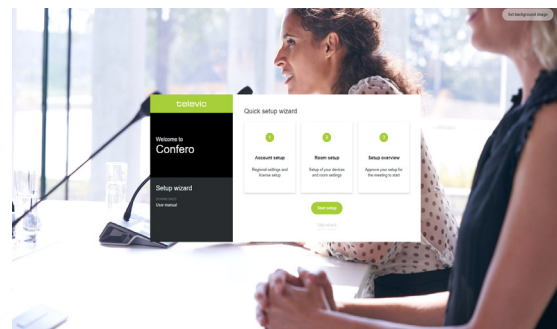 Set background image
televic
Quick setup wizard
Welcome to
Confero
1
2
3
Account setup
Room setup
Setup overview
Regional settings and
license setup
Setup of your devices
and room settings
Approve your setup for
the meeting to start
Setup wizard
User manual
Start setup